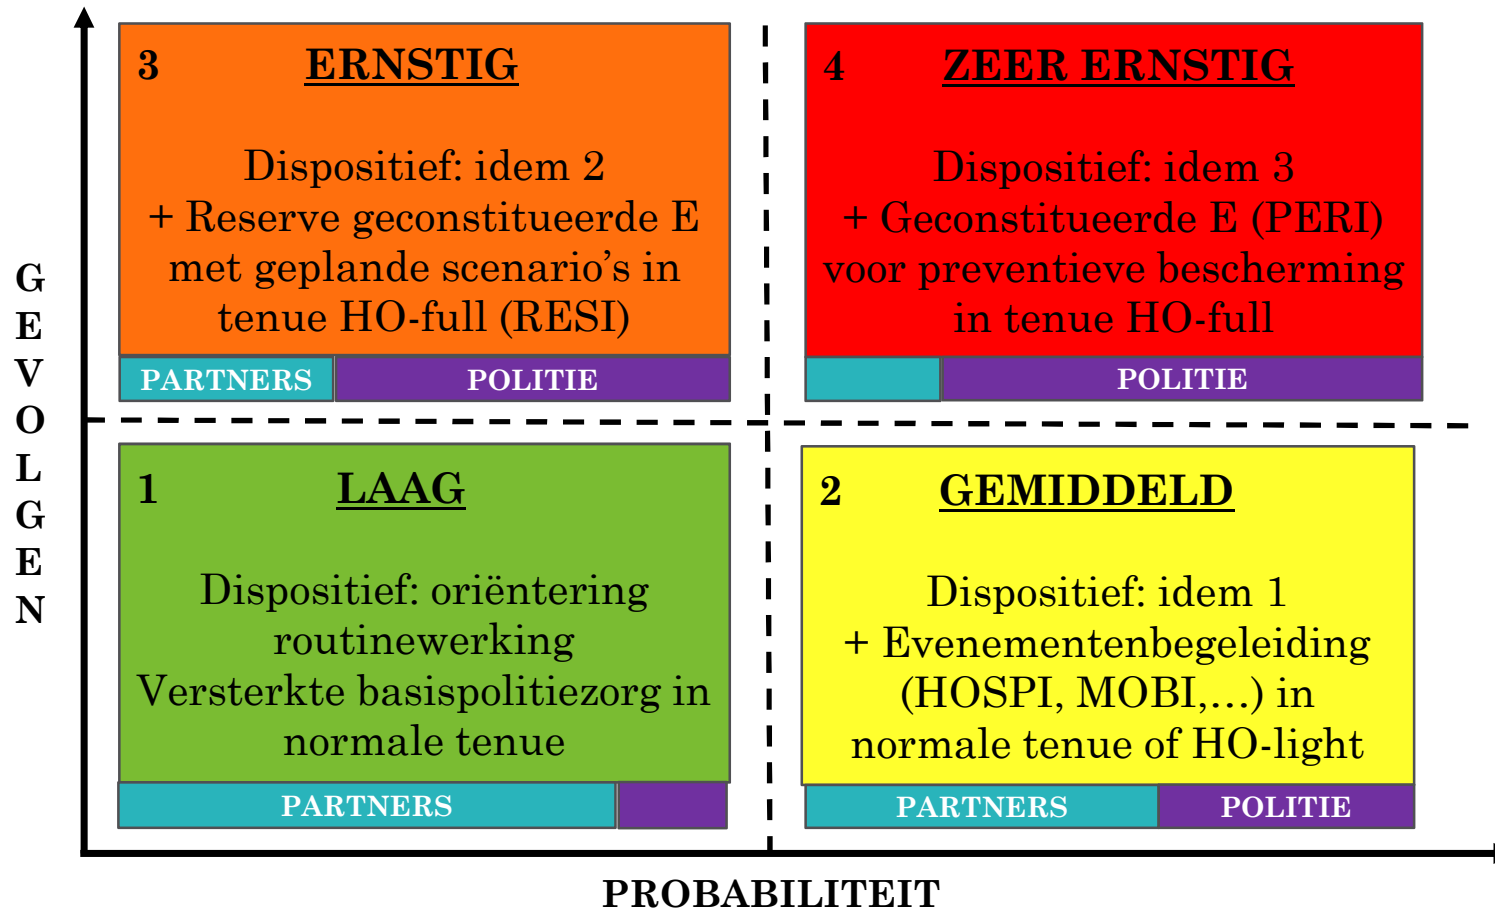 3 ERNSTIG
Dispositief: idem 2
+ Reserve geconstitueerde E
met geplande scenario’s in
tenue HO-full (RESI)
PARTNERS POLITIE
4 ZEER ERNSTIG
Dispositief: idem 3
+ Geconstitueerde E (PERI)
voor preventieve bescherming
in tenue HO-full
POLITIE
G
E
V
O
L
G
E
N
1 LAAG
Dispositief: oriëntering
routinewerking
Versterkte basispolitiezorg in
normale tenue
PARTNERS
2 GEMIDDELD
Dispositief: idem 1
+ Evenementenbegeleiding
(HOSPI, MOBI,…) in
normale tenue of HO-light
PARTNERS POLITIE
PROBABILITEIT